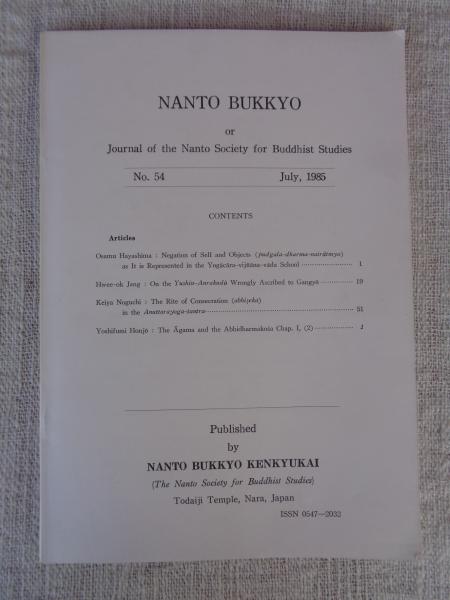 NANTO BUKKYO
or
Journal of the Nanto Society for Buddhist Studies
No. 54 July, 1985
CONTENTS
Articles
Osamu Hayashima : Negation of Self and Objects (pudgala-dharma-nairātmya)
as It is Represented in the Yogācāra-vijñāna-vāda School 1
Hwee-ok Jang : On the Yushin-Anrakudō Wrongly Ascribed to Gangyō 19
Keiya Noguchi : The Rite of Consecration (abhiṣeka)
in the Anuttarayoga-tantra 51
Yoshifumi Honjō : The Āgama and the Abhidharmakośa Chap. I, (2) 1
Published
by
NANTO BUKKYO KENKYUKAI
(The Nanto Society for Buddhist Studies)
Todaiji Temple, Nara, Japan
ISSN 0547—2032